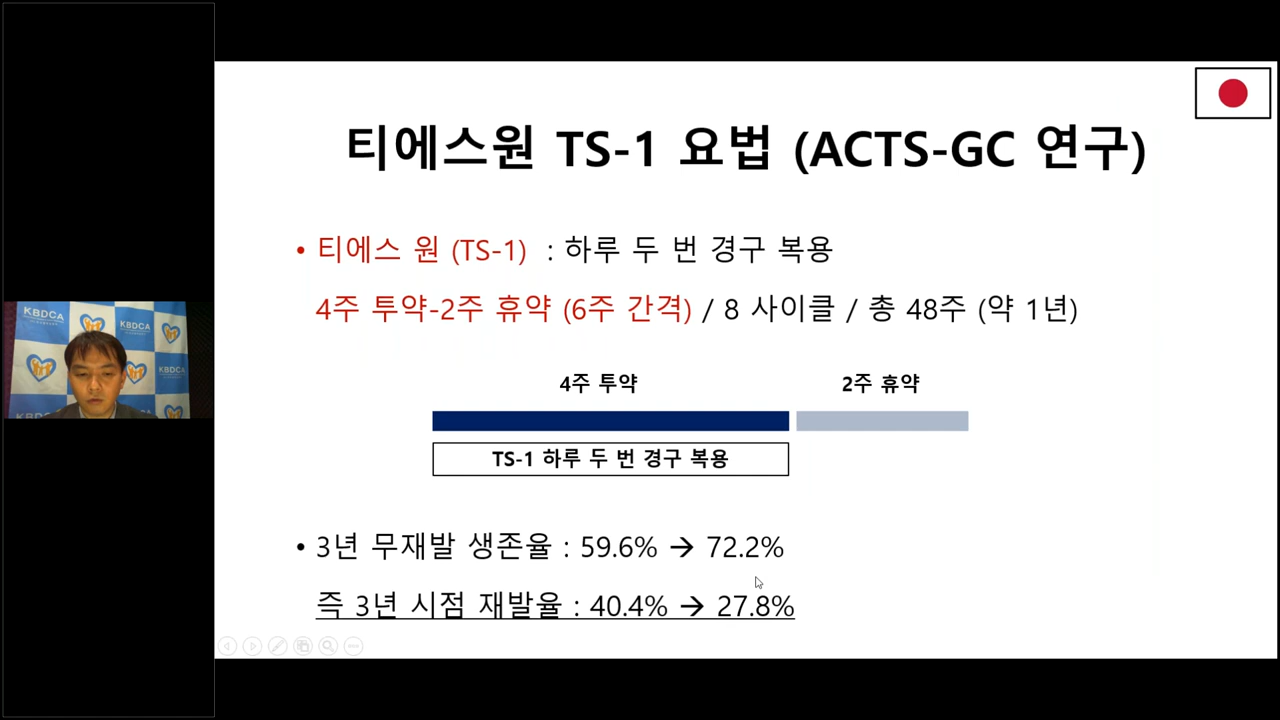 티에스원 TS-1 요법 (ACTS-GC 연구)
• 티에스 원 (TS-1) : 하루 두 번 경구 복용
4주 투약-2주 휴약 (6주 간격) / 8 사이클 / 총 48주 (약 1년)
4주 투약
2주 휴약
TS-1 하루 두 번 경구 복용
• 3년 무재발 생존율 : 59.6% → 72.2%
즉 3년 시점 재발율 : 40.4% → 27.8%
KBDCA
KBDCA
KBDCA
KBDCA